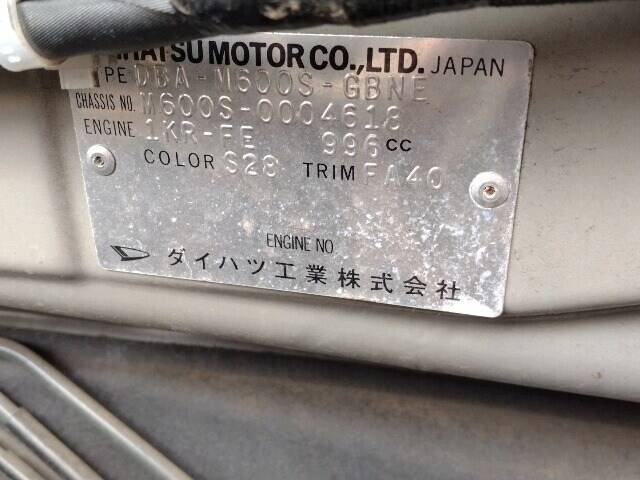 IHATSU MOTOR CO., LTD. JAPAN
PE DBA-M600S-GBNE
CHASSIS NO. M600S-0004618
ENGINE 1KR-FE 996 CC
COLOR S28 TRIM FA40
ENGINE NO
ダイハツ工業株式会社